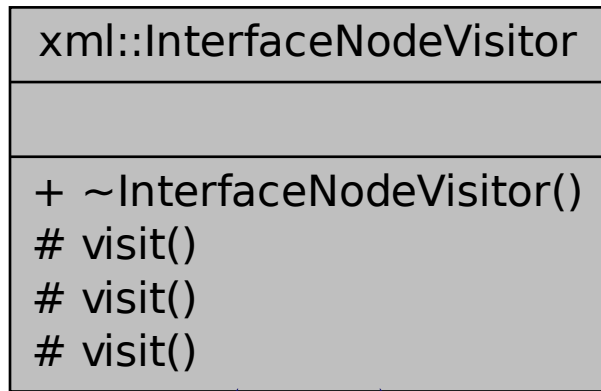 xml::InterfaceNodeVisitor
+ ~InterfaceNodeVisitor()
# visit()
# visit()
# visit()